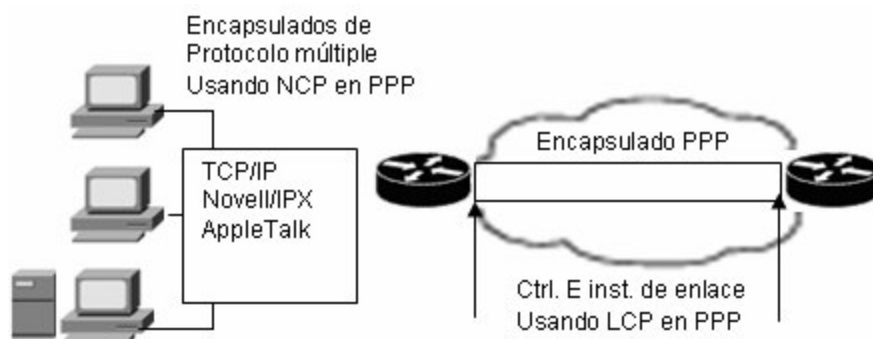 Encapsulados de
Protocolo múltiple
Usando NCP en PPP
TCP/IP
Novell/IPX
AppleTalk
Encapsulado PPP
Ctrl. E inst. de enlace
Usando LCP en PPP